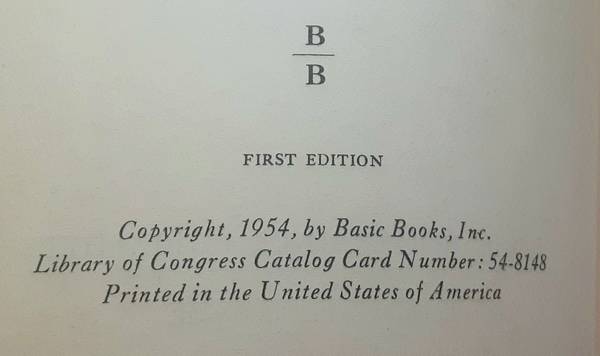 B
B
FIRST EDITION
Copyright, 1954, by Basic Books, Inc.
Library of Congress Catalog Card Number: 54-8148
Printed in the United States of America